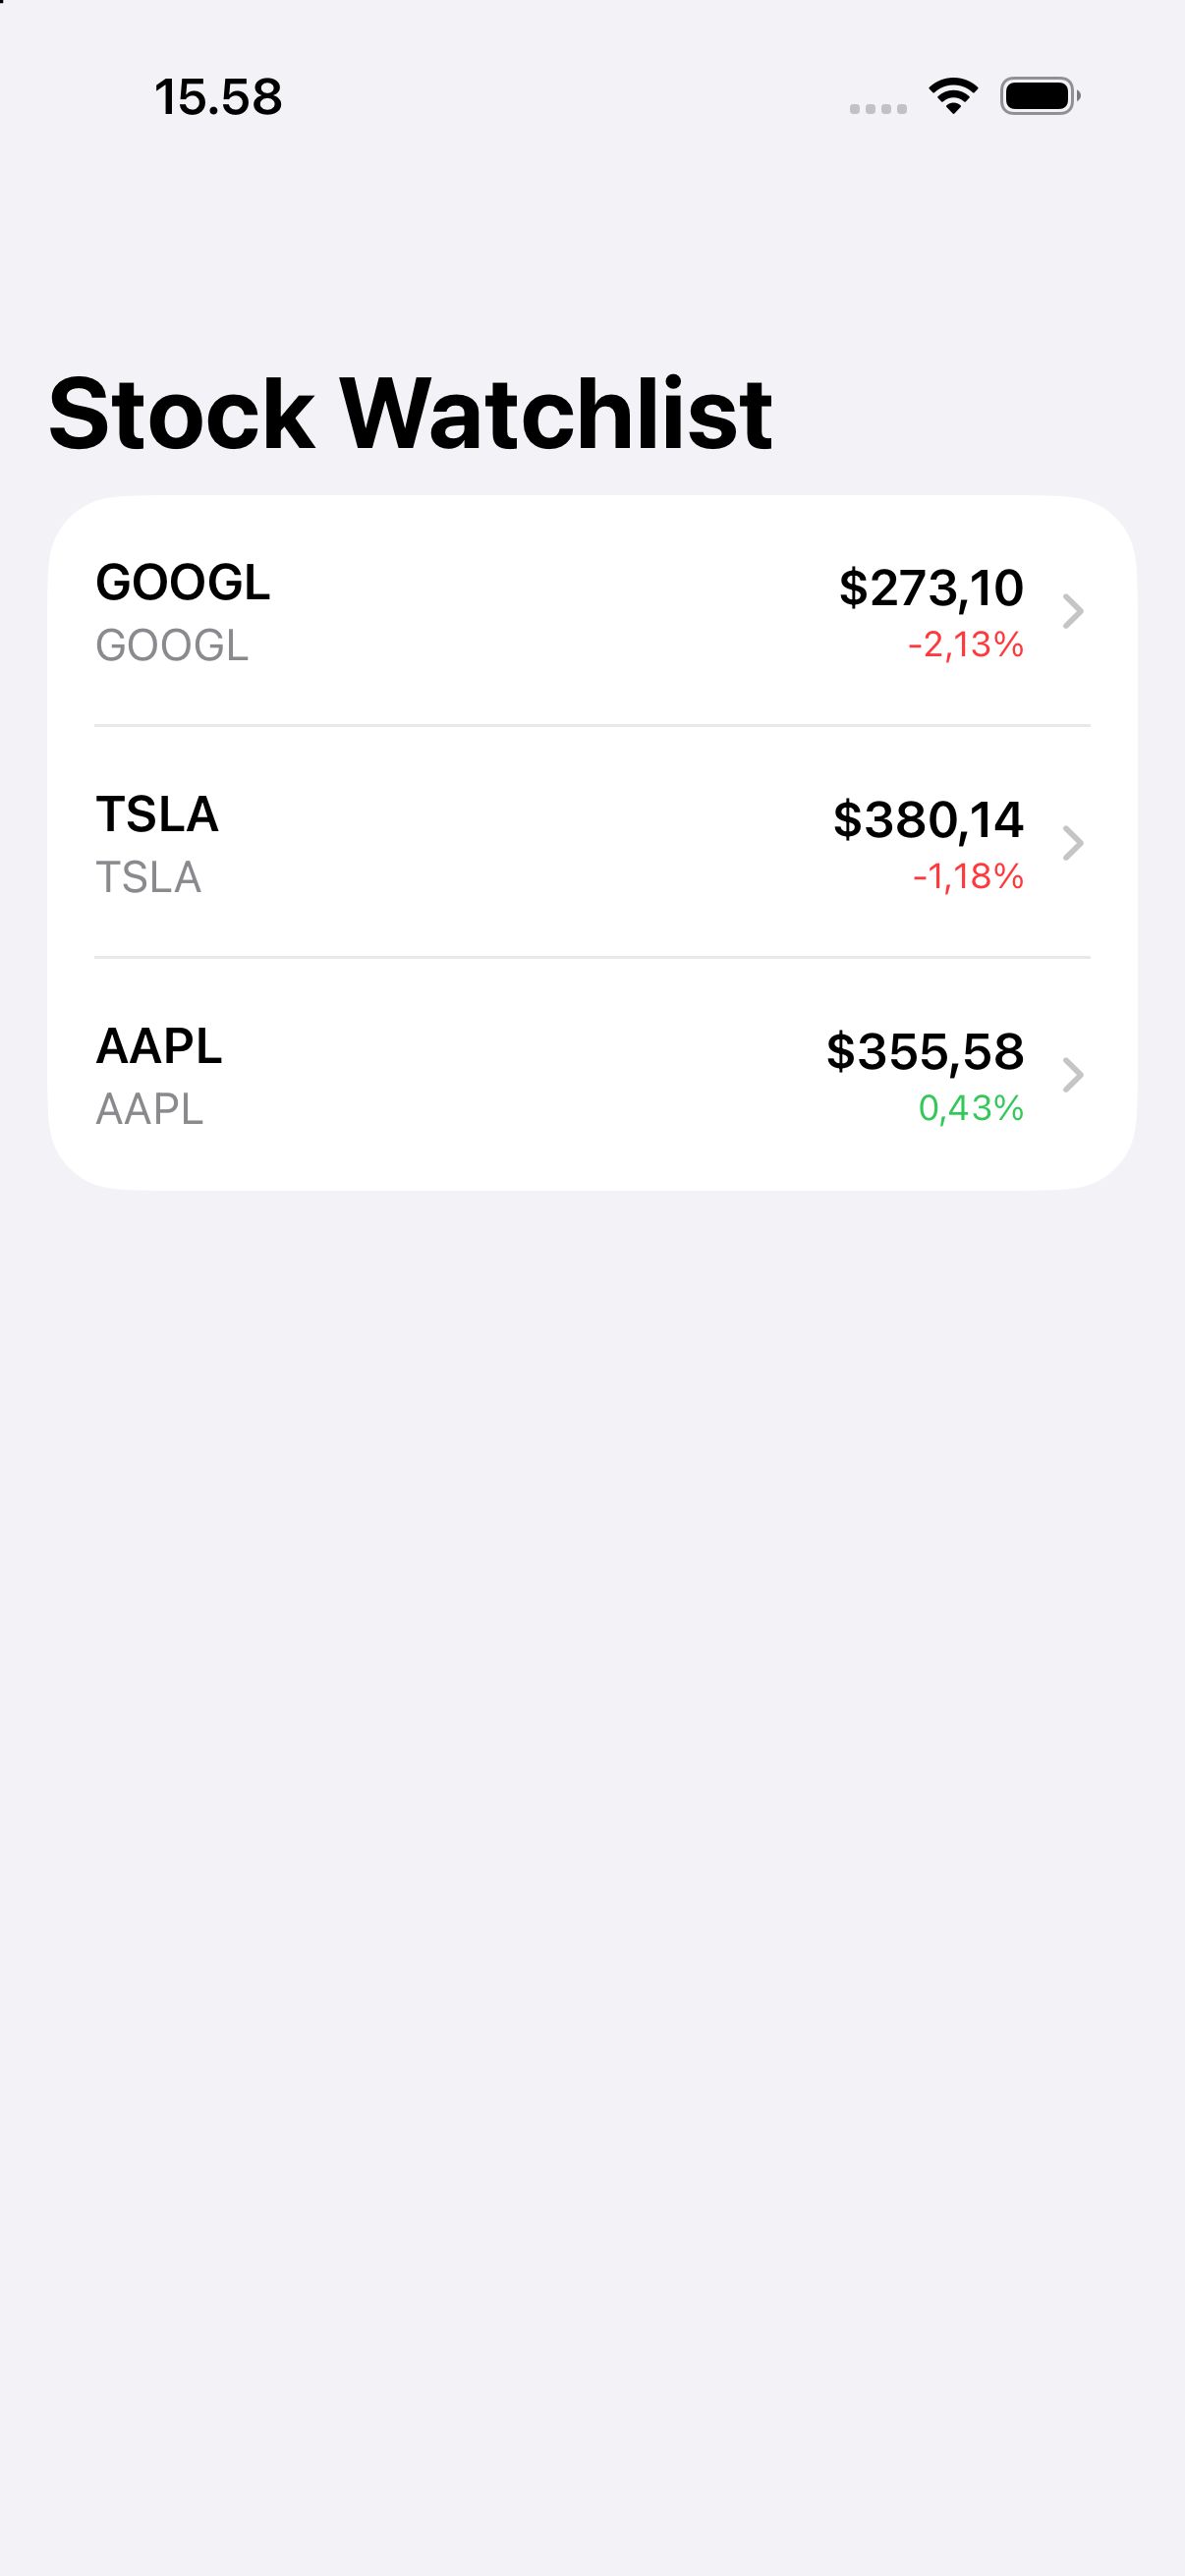 15.58
Stock Watchlist
GOOGL
$273,10
GOOGL
-2,13%
TSLA
$380,14
TSLA
-1,18%
AAPL
$355,58
AAPL
0,43%